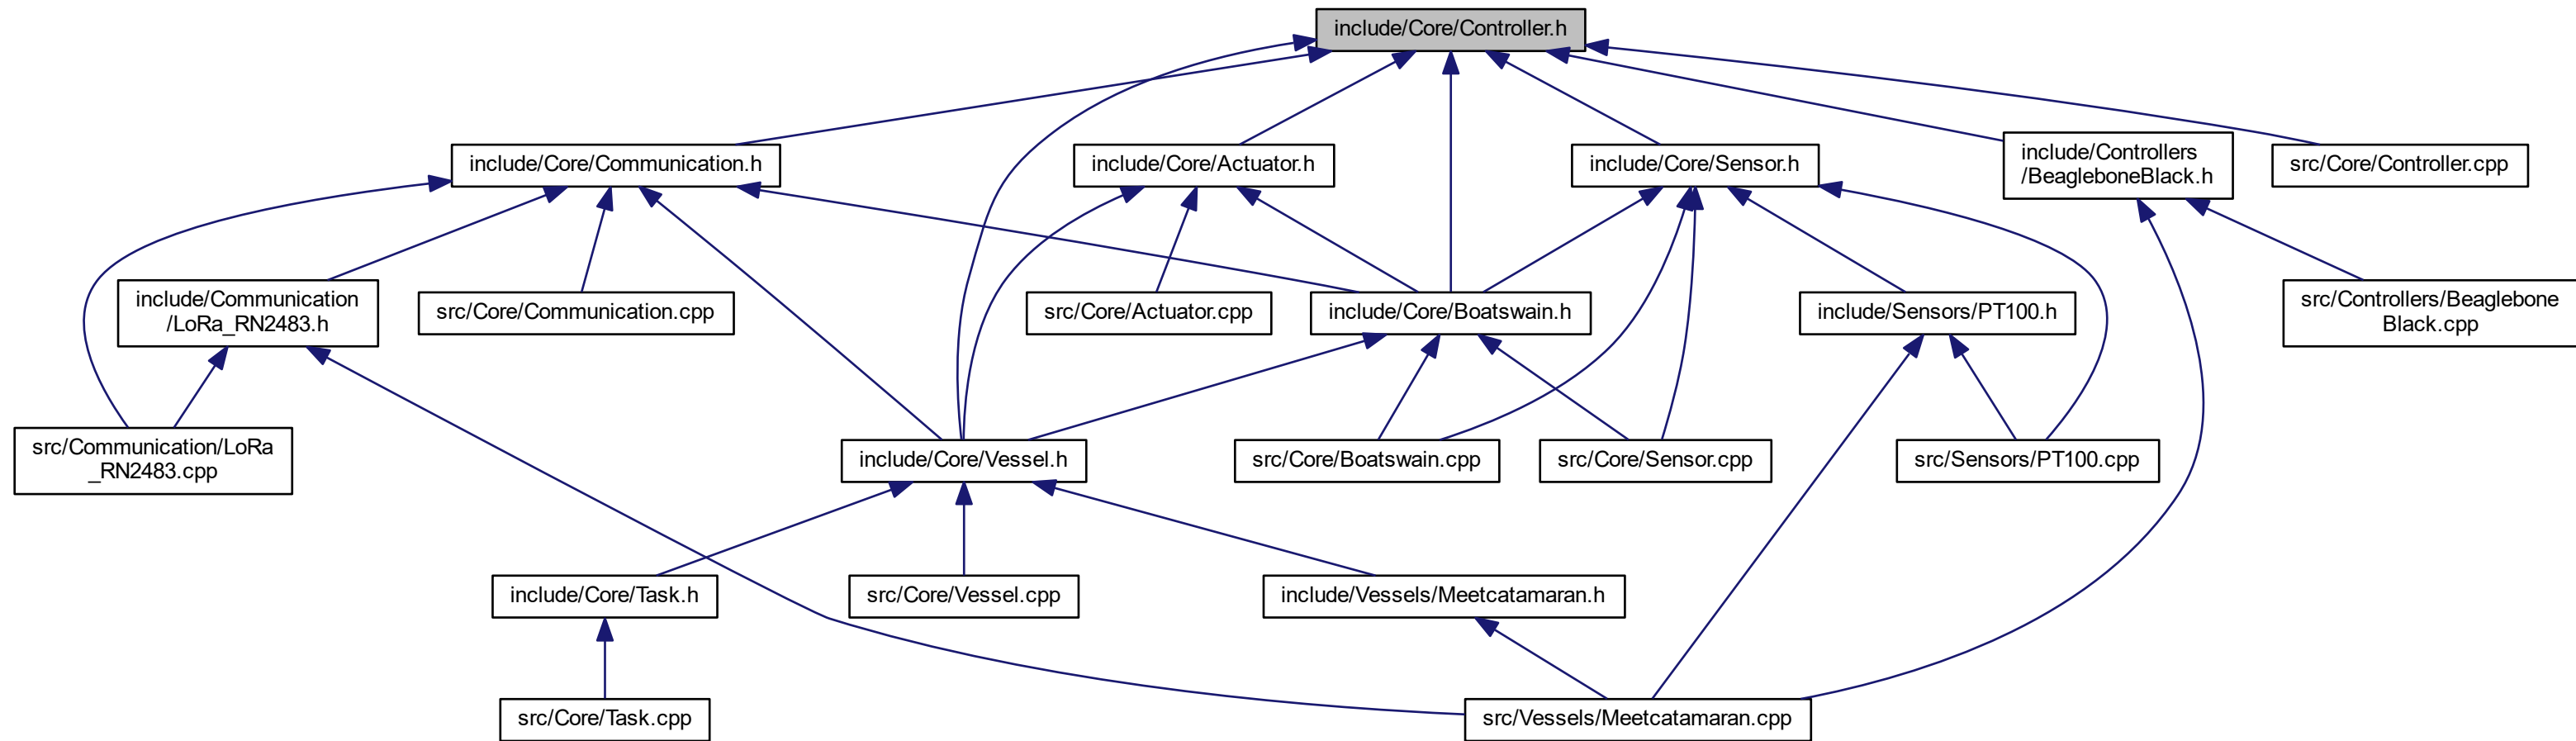 include/Core/Controller.h
include/Core/Communication.h
include/Core/Actuator.h
include/Core/Sensor.h
include/Controllers
/BeagleboneBlack.h
src/Core/Controller.cpp
include/Communication
/LoRa_RN2483.h
src/Core/Communication.cpp
src/Core/Actuator.cpp
include/Core/Boatswain.h
include/Sensors/PT100.h
src/Controllers/Beaglebone
Black.cpp
src/Communication/LoRa
_RN2483.cpp
include/Core/Vessel.h
src/Core/Boatswain.cpp
src/Core/Sensor.cpp
src/Sensors/PT100.cpp
include/Core/Task.h
src/Core/Vessel.cpp
include/Vessels/Meetcatamaran.h
src/Core/Task.cpp
src/Vessels/Meetcatamaran.cpp